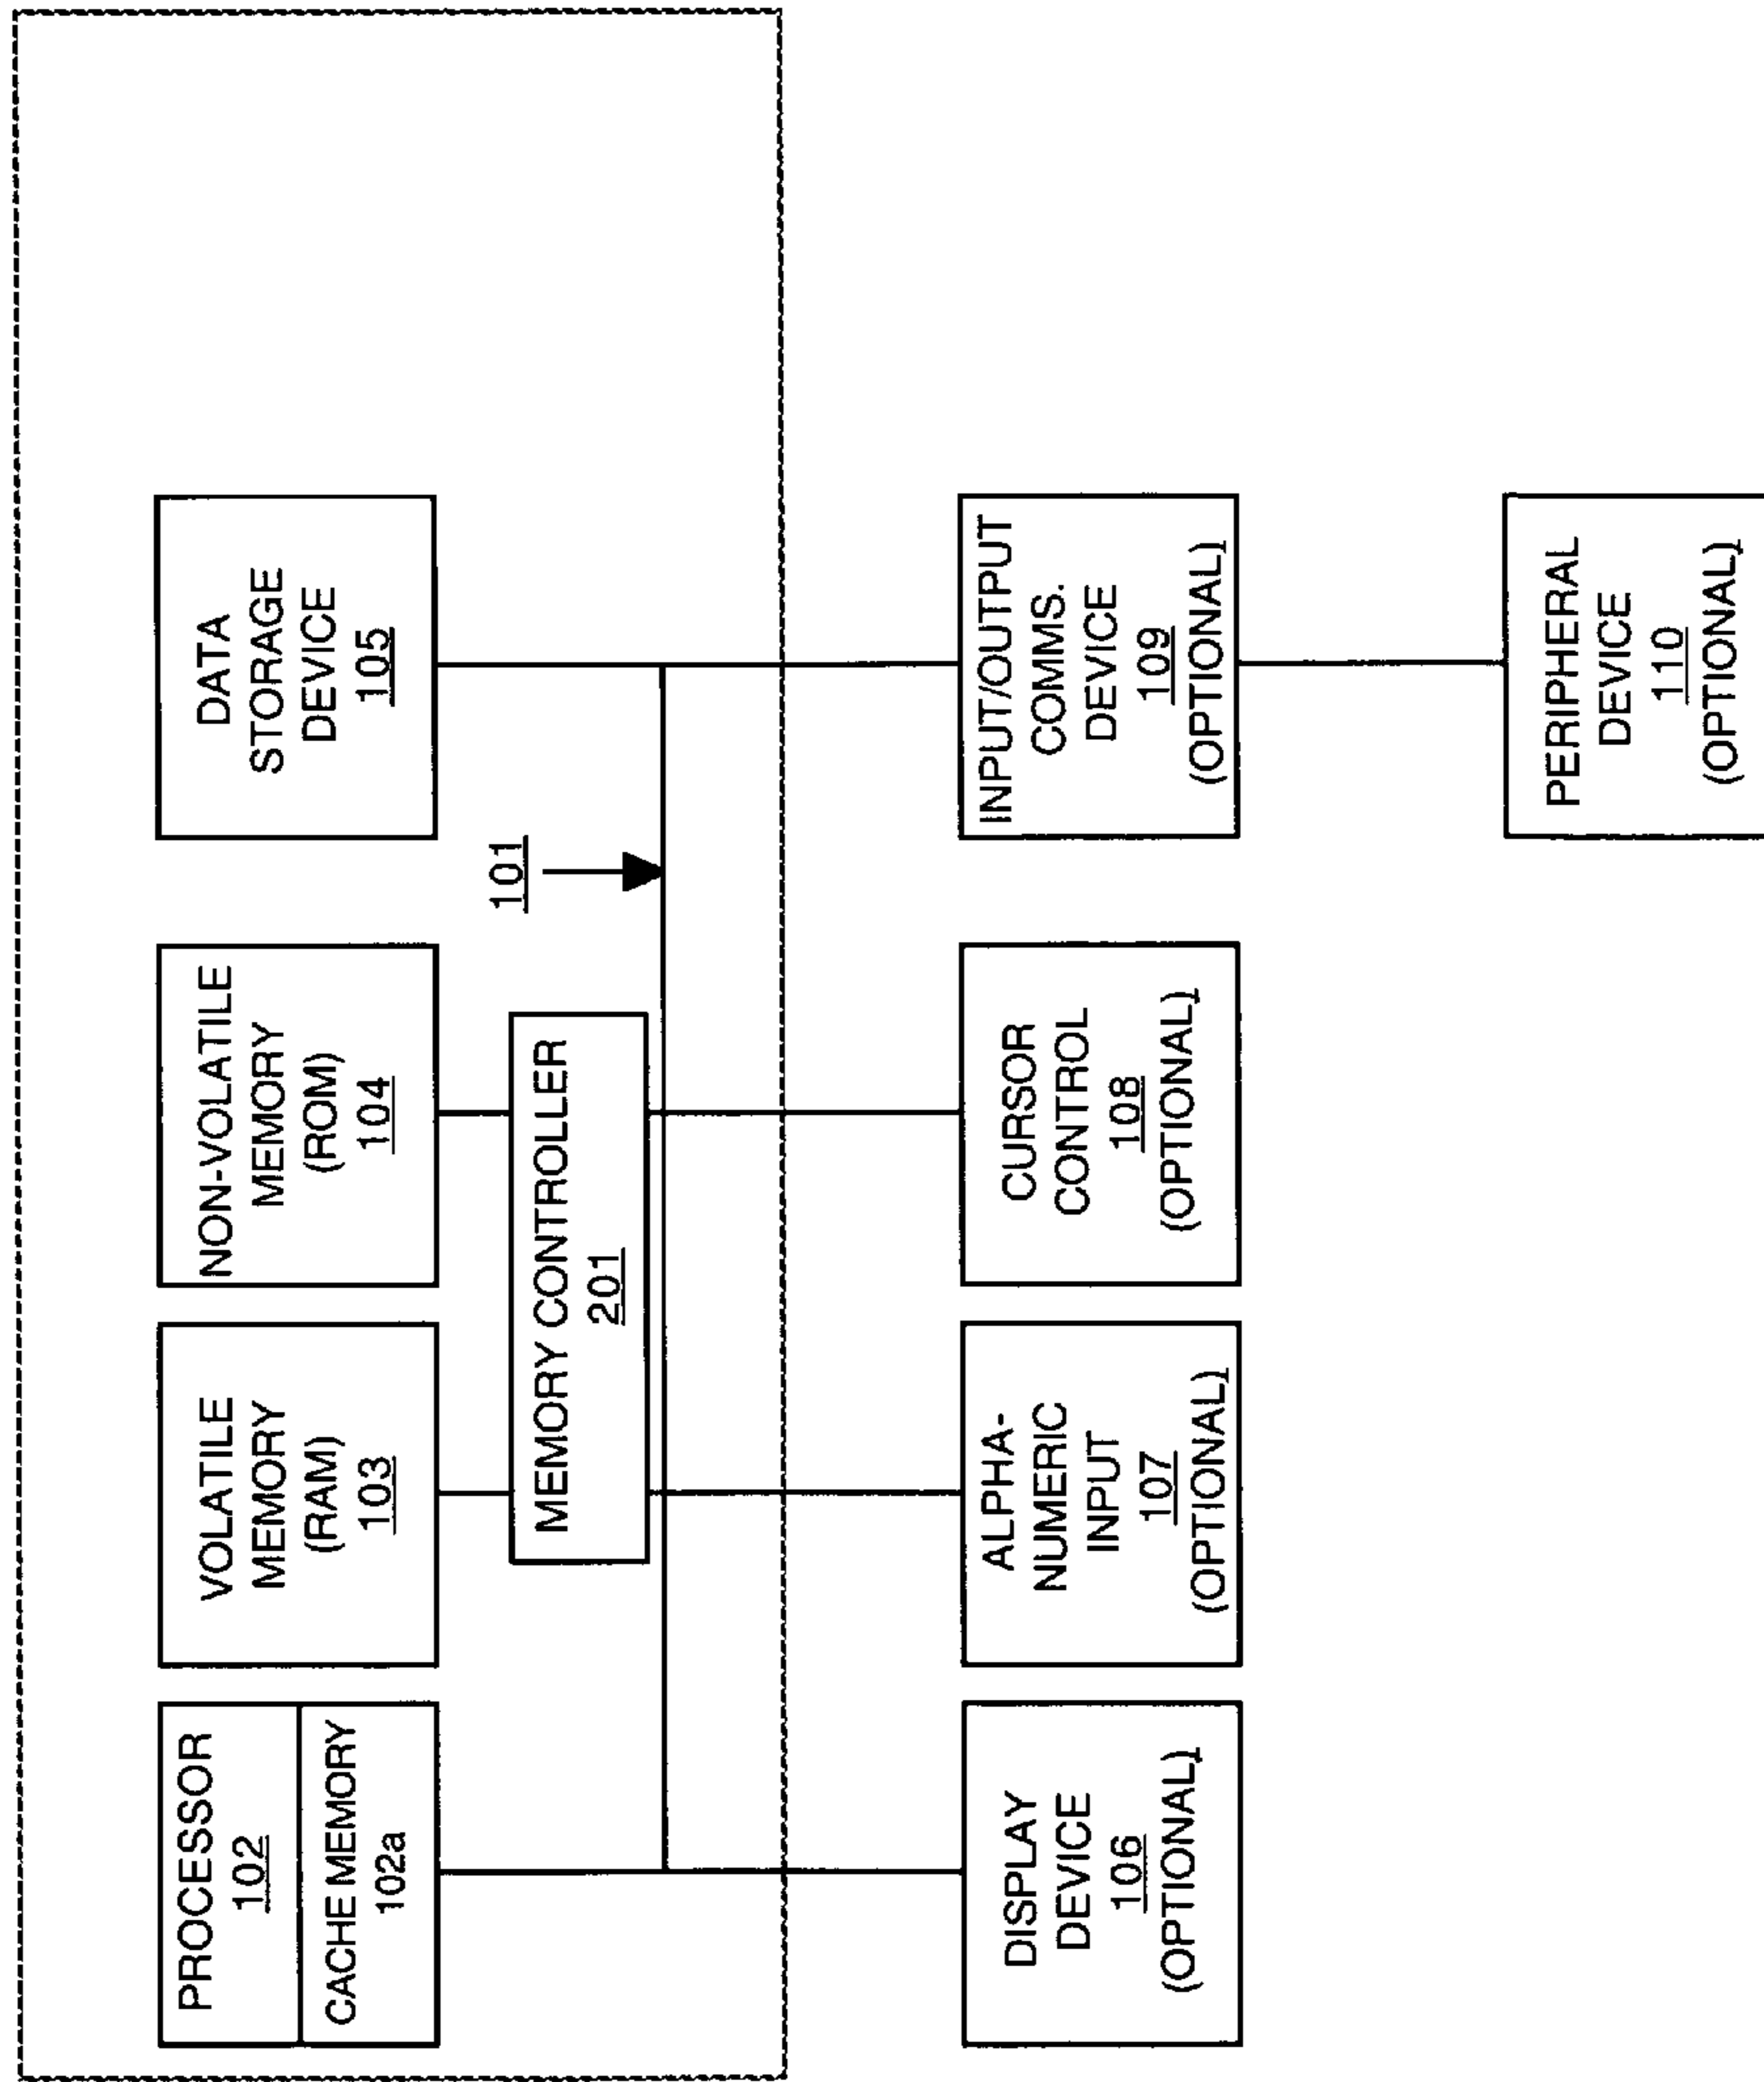 PROCESSOR
102
CACHE MEMORY
102a
VOLATILE
MEMORY
(RAM)
103
NON-VOLATILE
MEMORY
(ROM)
104
DATA
STORAGE
DEVICE
105
MEMORY CONTROLLER
201
101
DISPLAY
DEVICE
106
(OPTIONAL)
ALPHA-
NUMERIC
INPUT
107
(OPTIONAL)
CURSOR
CONTROL
108
(OPTIONAL)
INPUT/OUTPUT
COMMS.
DEVICE
109
(OPTIONAL)
PERIPHERAL
DEVICE
110
(OPTIONAL)